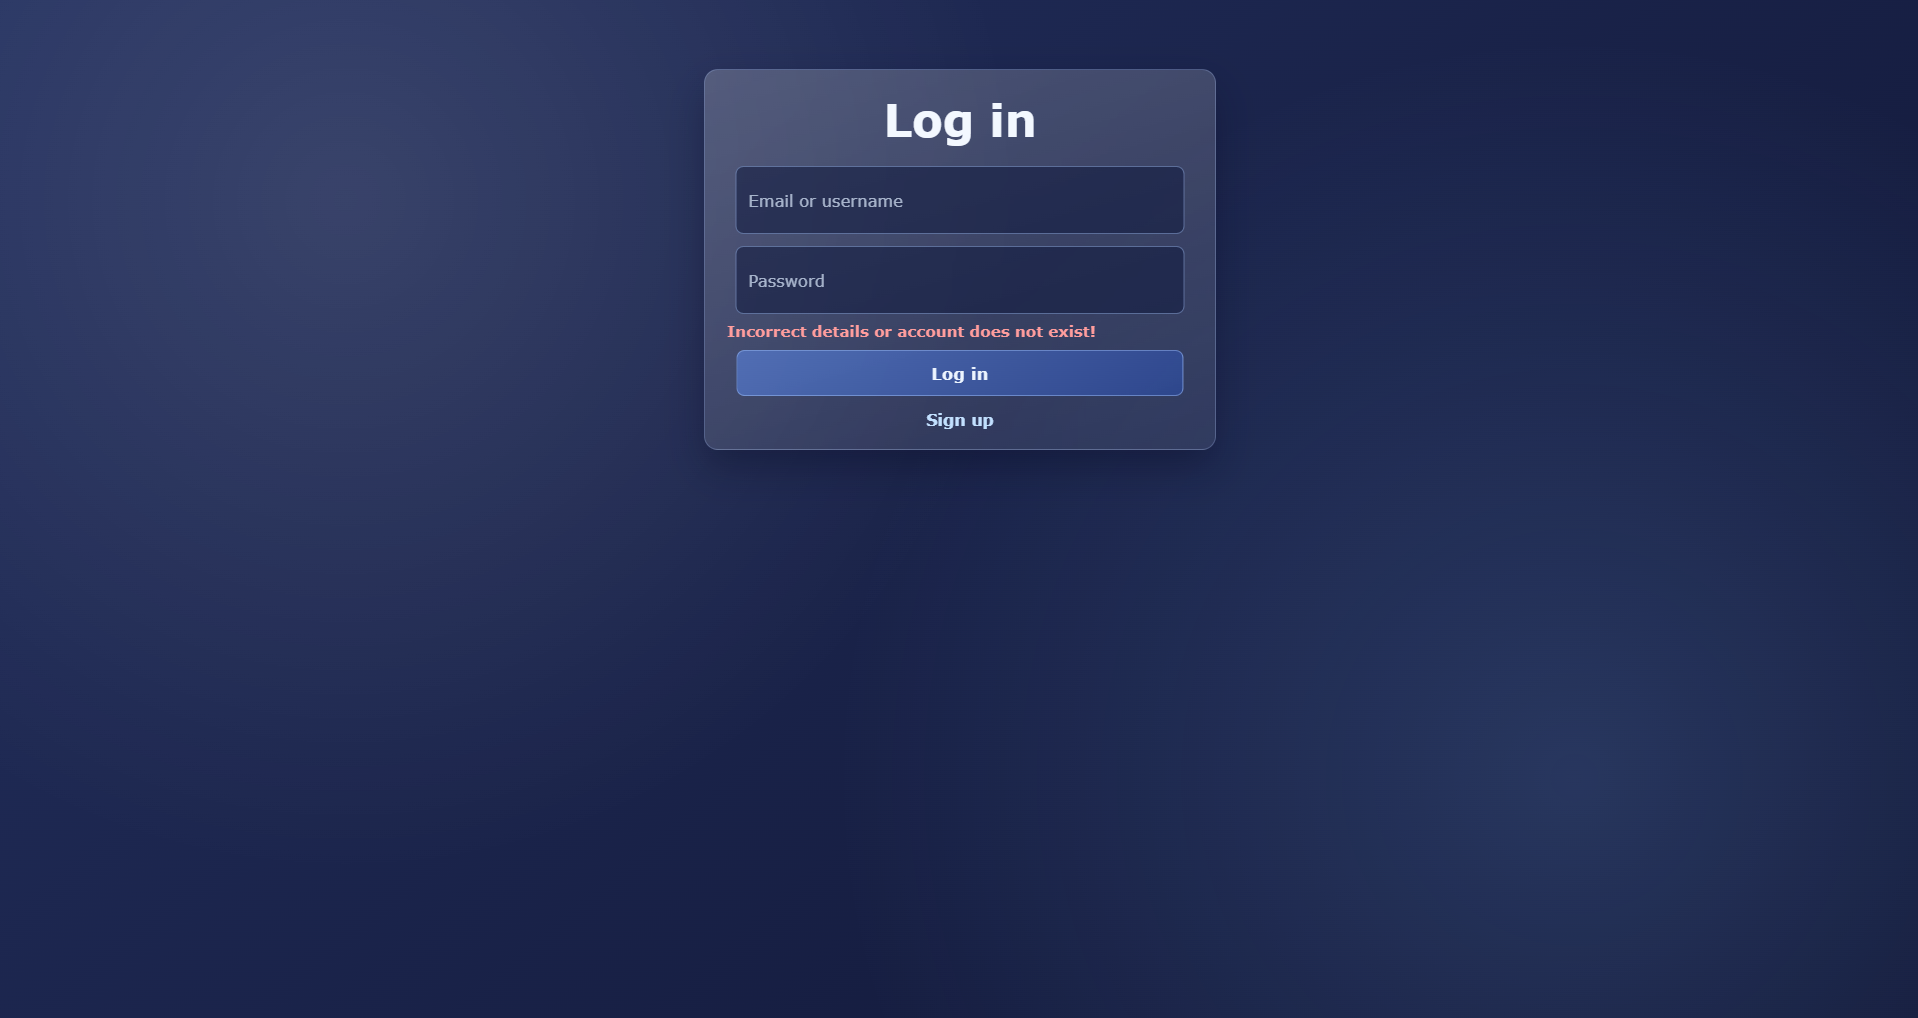 Log in
Email or username
Password
Incorrect details or account does not exist!
Log in
Sign up